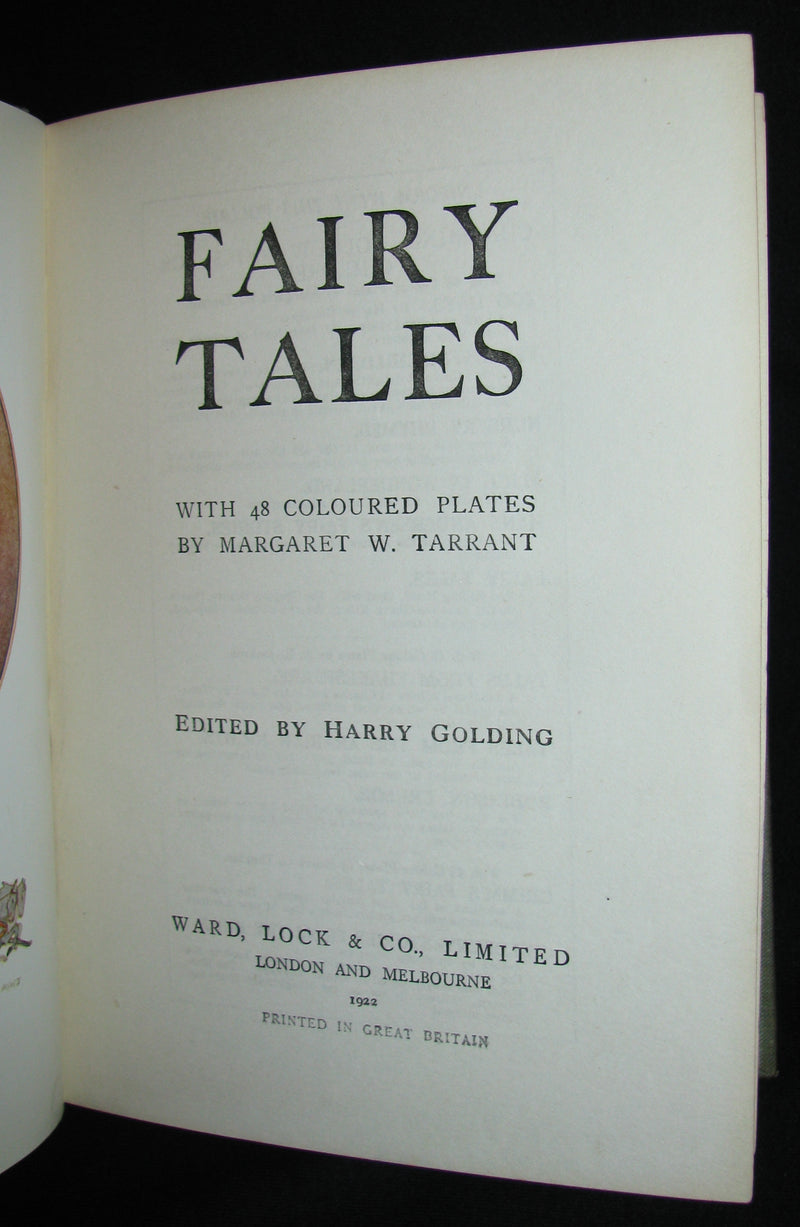 FAIRY
TALES
WITH 48 COLOURED PLATES
BY MARGARET W. TARRANT
EDITED BY HARRY GOLDING
WARD, LOCK & CO., LIMITED
LONDON AND MELBOURNE
1922
PRINTED IN GREAT BRITAIN